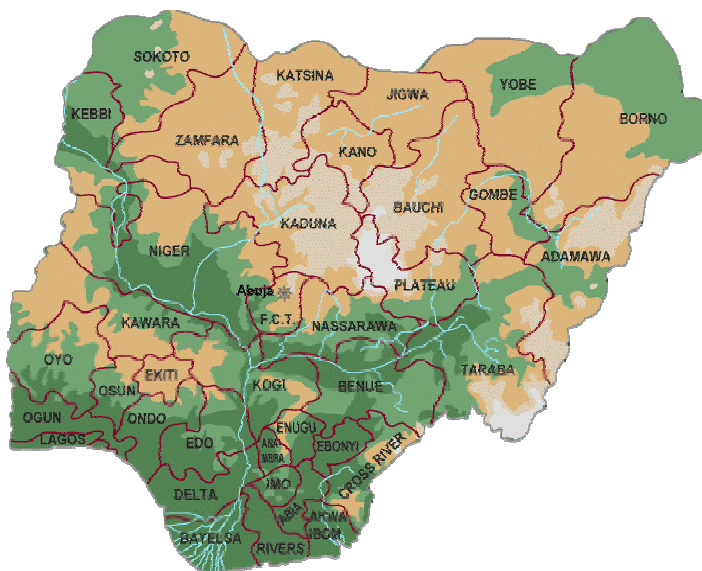 SOKOTO
KATSINA
JIGWA
YOBE
KEBBI
BORNO
ZAMFARA
KANO
GOMBE
BAUCHI
KADUNA
NIGER
ADAMAWA
PLATEAU
Abuja
F.C.T.
KAWARA
NASSARAWA
OYO
EKITI
TARABA
KOGI
BENUE
OSUN
OGUN
ONDO
LAGOS
EDO
ENUGU
ANA-
MBRA
EBONYI
CROSS RIVER
IMO
DELTA
ABIA
AKWA
IBOM
BAYELSA
RIVERS